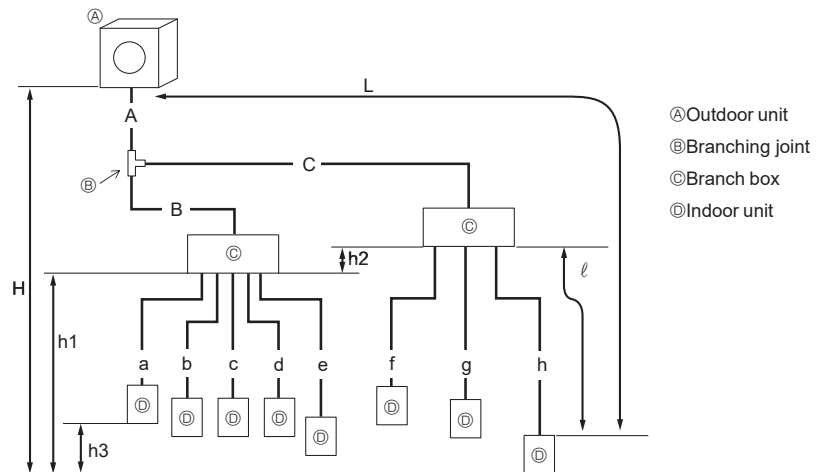 Ⓐ
A
L
ⒶOutdoor unit
ⒷBranching joint
ⒸBranch box
ⒹIndoor unit
Ⓑ
C
B
Ⓒ
Ⓒ
h2
ℓ
H
h1
a
b
c
d
e
f
g
h
Ⓓ
Ⓓ
Ⓓ
Ⓓ
Ⓓ
Ⓓ
Ⓓ
Ⓓ
h3